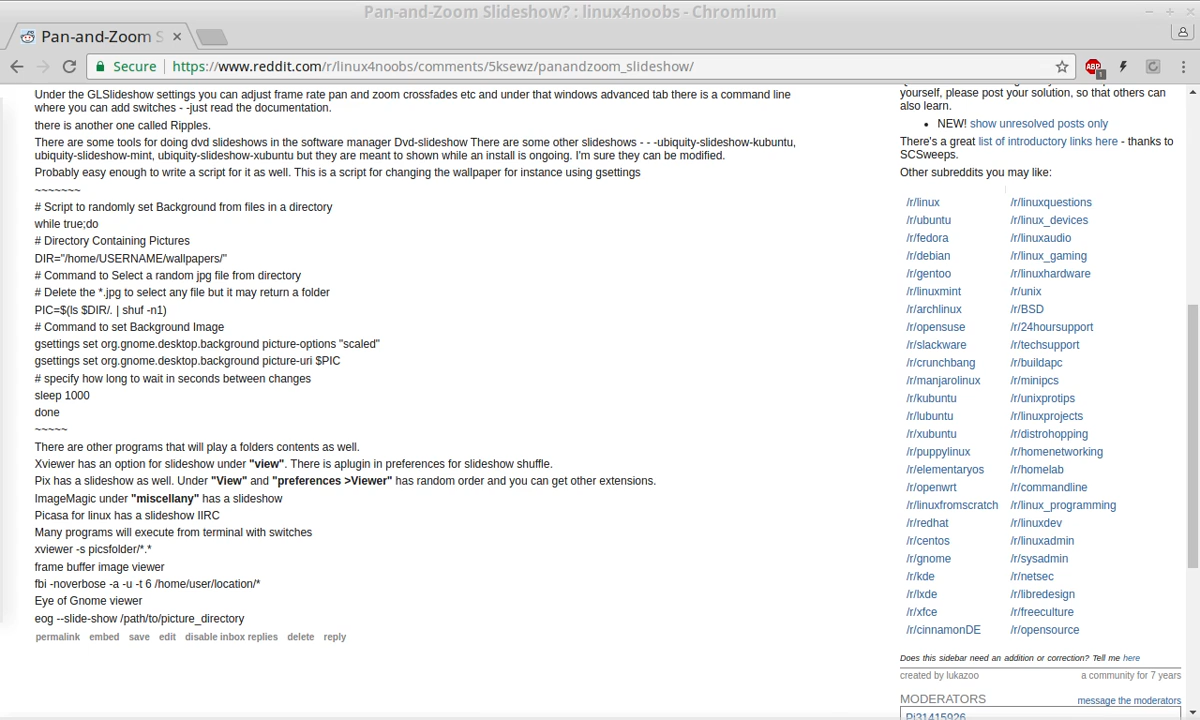 Pan-and-Zoom Slideshow? : linux4noobs - Chromium
Pan-and-Zoom S
Secure
https://www.reddit.com/r/linux4noobs/comments/5ksewz/panandzoom_slideshow/
ABP
1
Under the GLSlideshow settings you can adjust frame rate pan and zoom crossfades etc and under that windows advanced tab there is a command line
where you can add switches - -just read the documentation.
there is another one called Ripples.
There are some tools for doing dvd slideshows in the software manager Dvd-slideshow There are some other slideshows - - -ubiquity-slideshow-kubuntu,
ubiquity-slideshow-mint, ubiquity-slideshow-xubuntu but they are meant to shown while an install is ongoing. I'm sure they can be modified.
Probably easy enough to write a script for it as well. This is a script for changing the wallpaper for instance using gsettings
~~~~~~~
# Script to randomly set Background from files in a directory
while true;do
# Directory Containing Pictures
DIR="/home/USERNAME/wallpapers/"
# Command to Select a random jpg file from directory
# Delete the *.jpg to select any file but it may return a folder
PIC=$(ls $DIR/. | shuf -n1)
# Command to set Background Image
gsettings set org.gnome.desktop.background picture-options "scaled"
gsettings set org.gnome.desktop.background picture-uri $PIC
# specify how long to wait in seconds between changes
sleep 1000
done
~~~~~
There are other programs that will play a folders contents as well.
Xviewer has an option for slideshow under "view". There is aplugin in preferences for slideshow shuffle.
Pix has a slideshow as well. Under "View" and "preferences >Viewer" has random order and you can get other extensions.
ImageMagic under "miscellany" has a slideshow
Picasa for linux has a slideshow IIRC
Many programs will execute from terminal with switches
xviewer -s picsfolder/*.*
frame buffer image viewer
fbi -noverbose -a -u -t 6 /home/user/location/*
Eye of Gnome viewer
eog --slide-show /path/to/picture_directory
permalink embed save edit disable inbox replies delete reply
yourself, please post your solution, so that others can
also learn.
• NEW! show unresolved posts only
There's a great list of introductory links here - thanks to
SCSweeps.
Other subreddits you may like:
/r/linux /r/linuxquestions
/r/ubuntu /r/linux_devices
/r/fedora /r/linuxaudio
/r/debian /r/linux_gaming
/r/gentoo /r/linuxhardware
/r/linuxmint /r/unix
/r/archlinux /r/BSD
/r/opensuse /r/24hoursupport
/r/slackware /r/techsupport
/r/crunchbang /r/buildapc
/r/manjarolinux /r/minipcs
/r/kubuntu /r/unixprotips
/r/lubuntu /r/linuxprojects
/r/xubuntu /r/distrohopping
/r/puppylinux /r/homenetworking
/r/elementaryos /r/homelab
/r/openwrt /r/commandline
/r/linuxfromscratch /r/linux_programming
/r/redhat /r/linuxdev
/r/centos /r/linuxadmin
/r/gnome /r/sysadmin
/r/kde /r/netsec
/r/lxde /r/libredesign
/r/xfce /r/freeculture
/r/cinnamonDE /r/opensource
Does this sidebar need an addition or correction? Tell me here
created by lukazoo a community for 7 years
MODERATORS message the moderators
Pi31415926